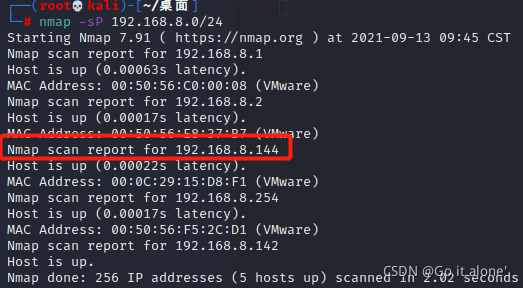 ┌──(root💀kali)-[~/桌面]
└─# nmap -sP 192.168.8.0/24
Starting Nmap 7.91 ( https://nmap.org ) at 2021-09-13 09:45 CST
Nmap scan report for 192.168.8.1
Host is up (0.00063s latency).
MAC Address: 00:50:56:C0:00:08 (VMware)
Nmap scan report for 192.168.8.2
Host is up (0.00017s latency).
MAC Address: 00:50:56:E8:37:B7 (VMware)
Nmap scan report for 192.168.8.144
Host is up (0.00022s latency).
MAC Address: 00:0C:29:15:D8:F1 (VMware)
Nmap scan report for 192.168.8.254
Host is up (0.00017s latency).
MAC Address: 00:50:56:F5:2C:D1 (VMware)
Nmap scan report for 192.168.8.142
Host is up.
Nmap done: 256 IP addresses (5 hosts up) scanned in 2.02 seconds
CSDN @Go it alone'